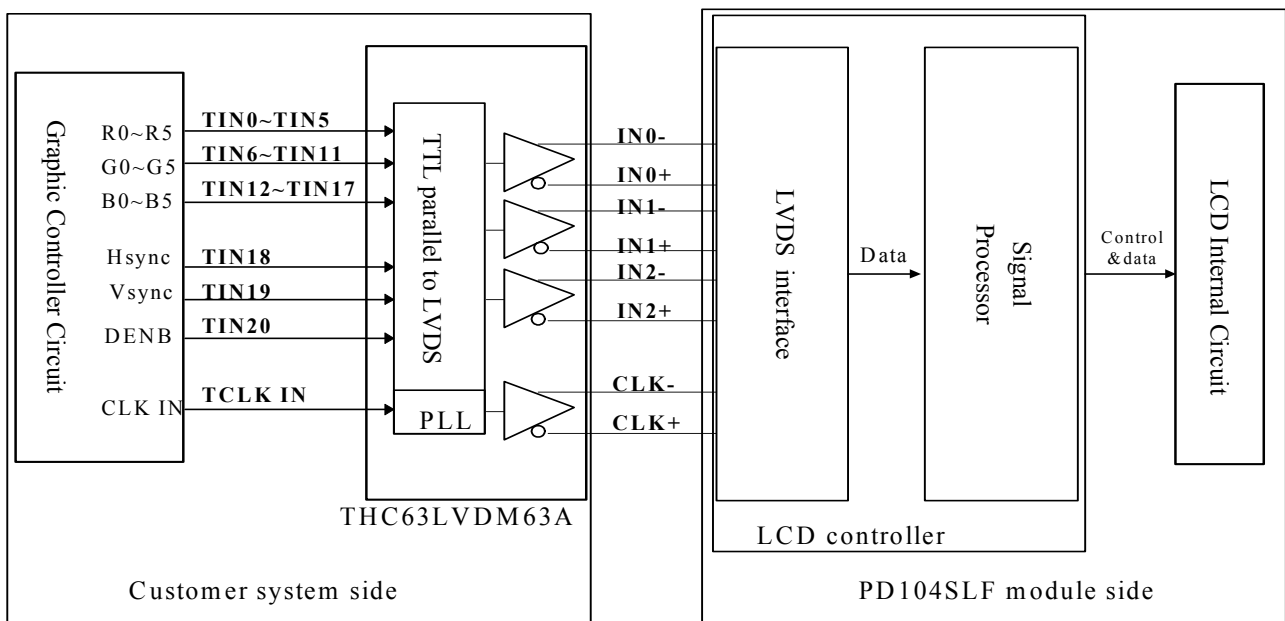 Graphic Controller Circuit
R0~R5
G0~G5
B0~B5
Hsync
Vsync
DENB
CLK IN
TIN0~TIN5
TIN6~TIN11
TIN12~TIN17
TIN18
TIN19
TIN20
TCLK IN
TTL parallel to LVDS
PLL
THC63LVDM63A
Customer system side
IN0-
IN0+
IN1-
IN1+
IN2-
IN2+
CLK-
CLK+
LVDS interface
Data
Signal
Processor
LCD controller
Control
&data
LCD Internal Circuit
PD104SLF module side